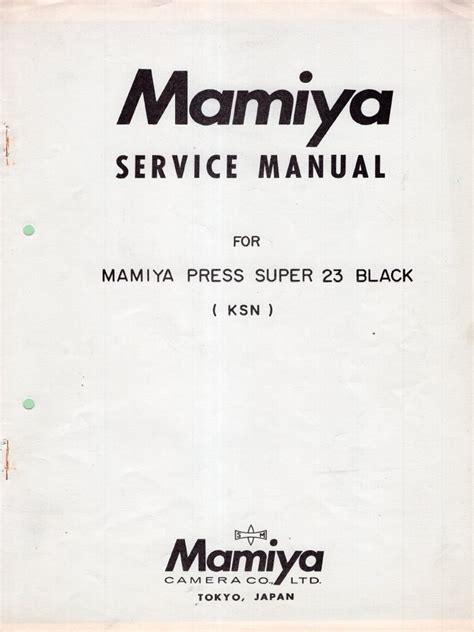 Mamiya
SERVICE MANUAL
FOR
MAMIYA PRESS SUPER 23 BLACK
( KSN )
S M
Mamiya
CAMERA CO., LTD.
TOKYO, JAPAN